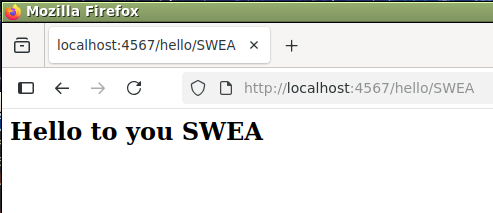 Mozilla Firefox
localhost:4567/hello/SWEA
http://localhost:4567/hello/SWEA
Hello to you SWEA